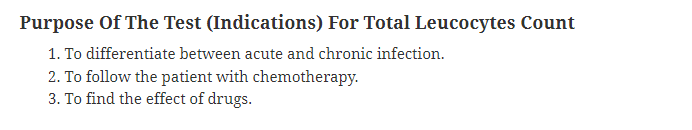 Purpose Of The Test (Indications) For Total Leucocytes Count
1. To differentiate between acute and chronic infection.
2. To follow the patient with chemotherapy.
3. To find the effect of drugs.